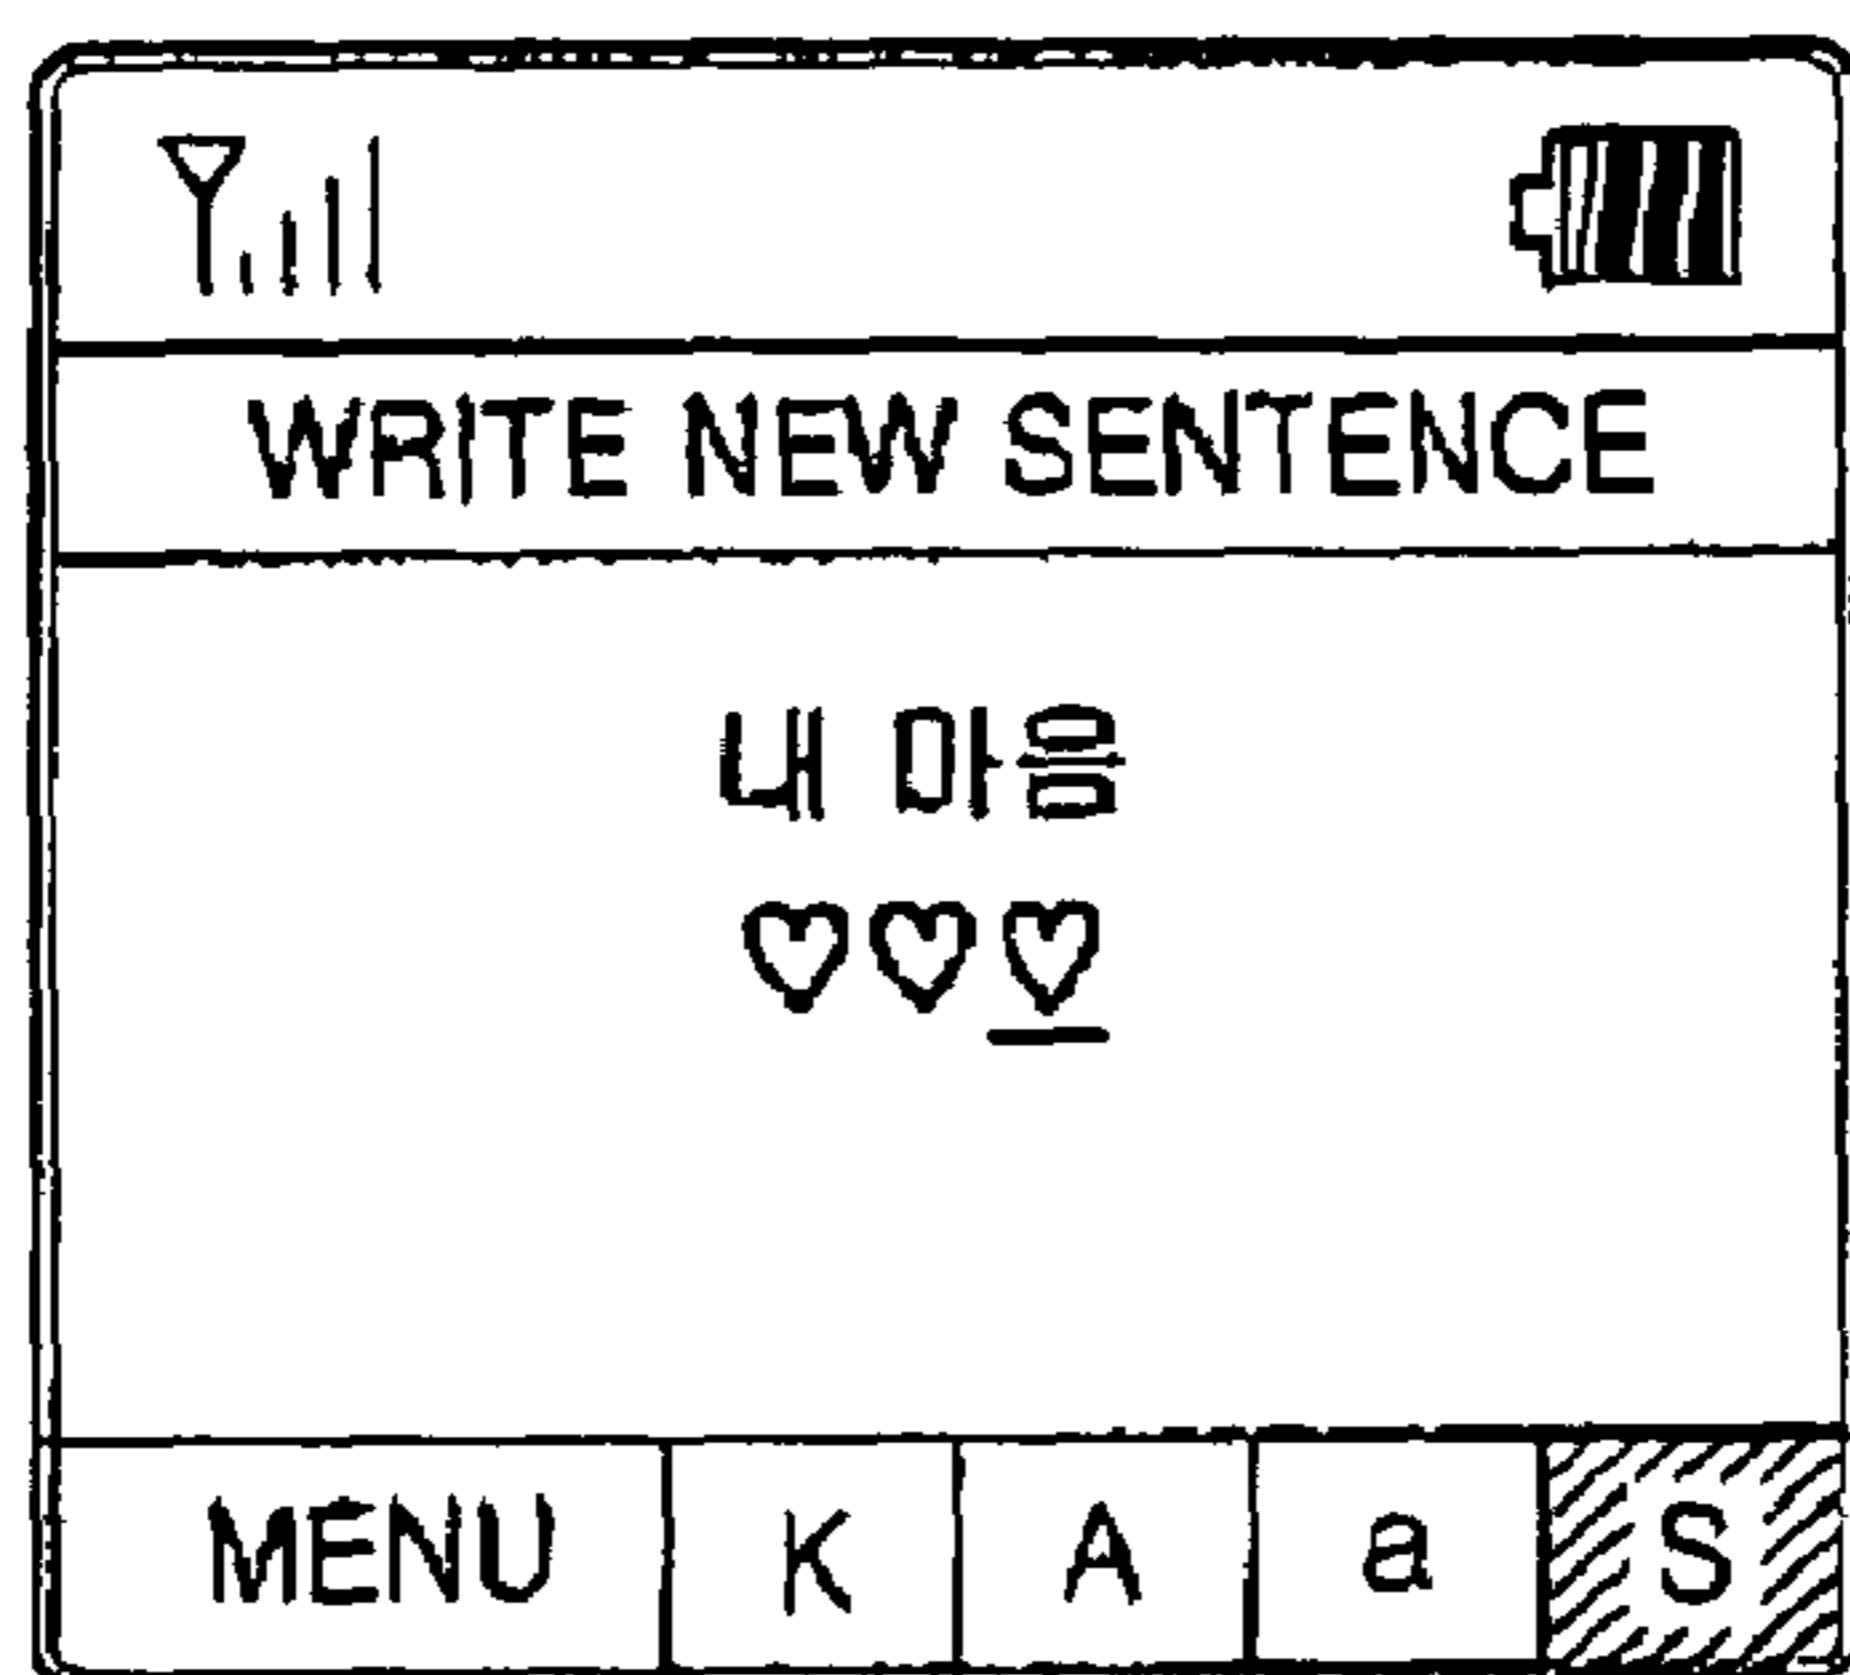 WRITE NEW SENTENCE
내 마음
♡♡♡
MENU K A a S